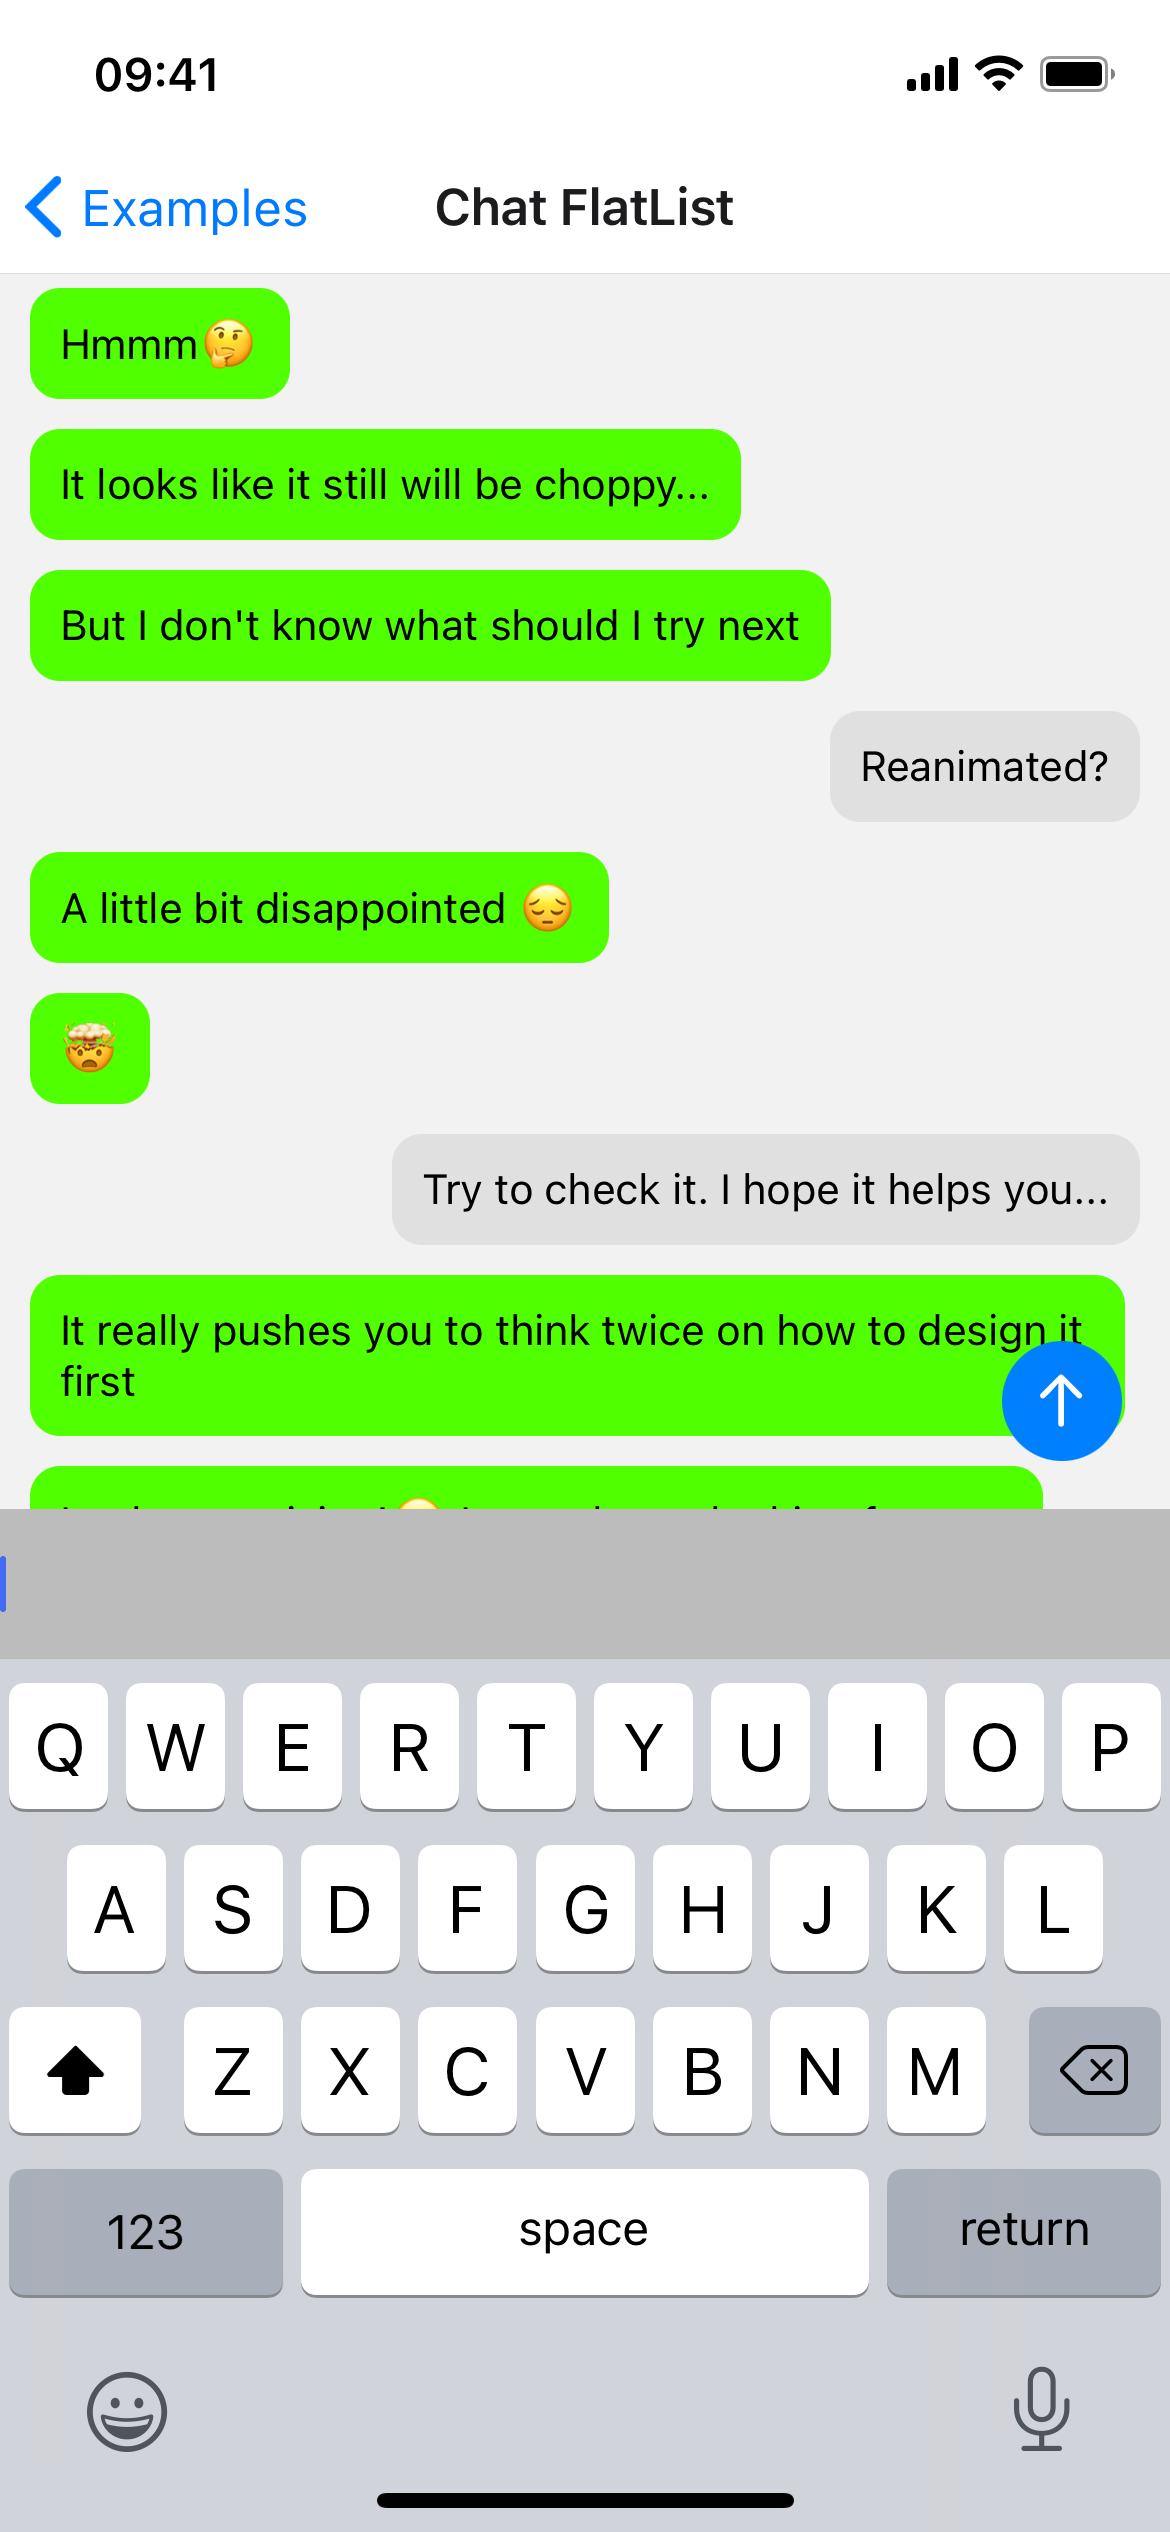 09:41
Examples
Chat FlatList
Hmmm🤔
It looks like it still will be choppy...
But I don't know what should I try next
Reanimated?
A little bit disappointed 😔
🤯
Try to check it. I hope it helps you...
It really pushes you to think twice on how to design it
first
Q W E R T Y U I O P
A S D F G H J K L
Z X C V B N M
123 space return